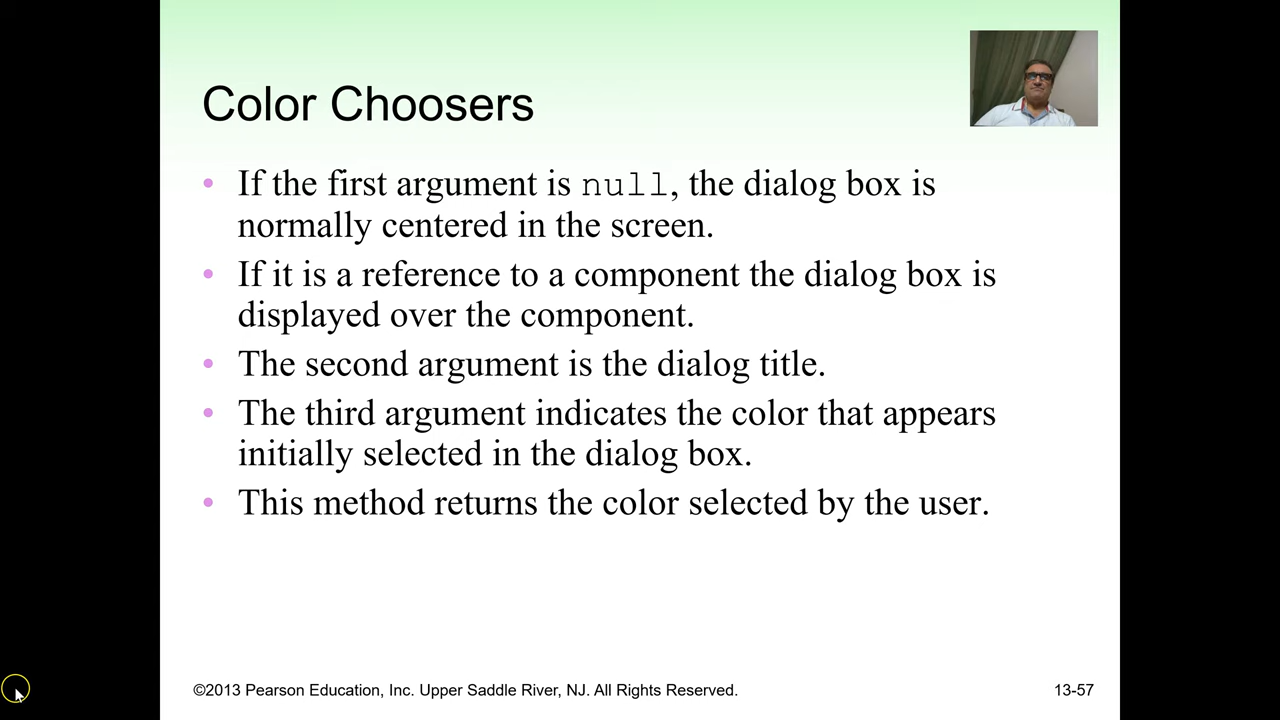 Color Choosers
• If the first argument is null, the dialog box is
normally centered in the screen.
• If it is a reference to a component the dialog box is
displayed over the component.
• The second argument is the dialog title.
• The third argument indicates the color that appears
initially selected in the dialog box.
• This method returns the color selected by the user.
©2013 Pearson Education, Inc. Upper Saddle River, NJ. All Rights Reserved.
13-57